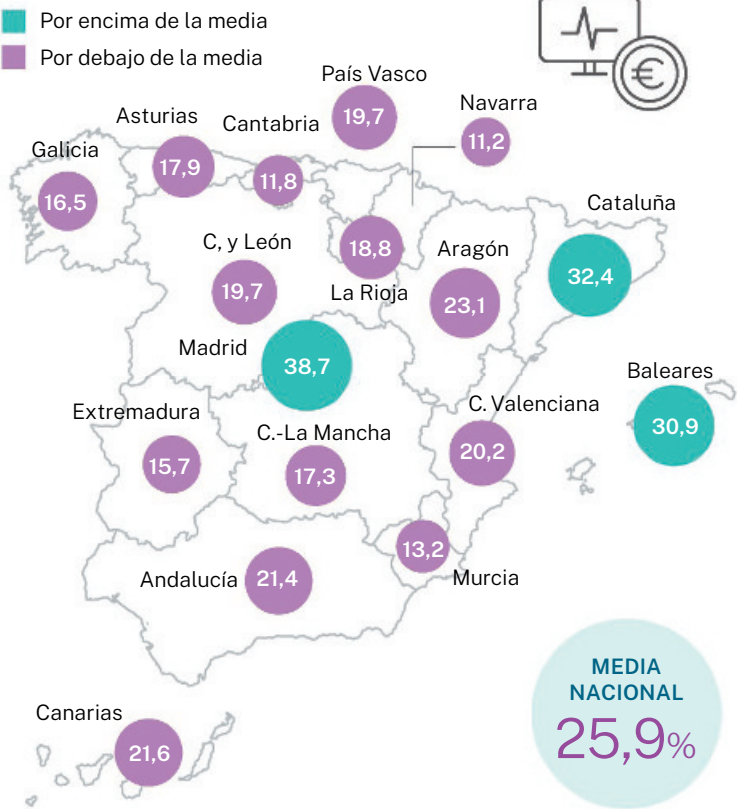 Por encima de la media
Por debajo de la media
País Vasco
19,7
Navarra
11,2
Asturias
17,9
Cantabria
11,8
Galicia
16,5
Cataluña
32,4
C, y León
19,7
18,8
La Rioja
Aragón
23,1
Madrid
38,7
Baleares
30,9
Extremadura
15,7
C.-La Mancha
17,3
C. Valenciana
20,2
13,2
Murcia
Andalucía
21,4
MEDIA
NACIONAL
25,9%
Canarias
21,6
€